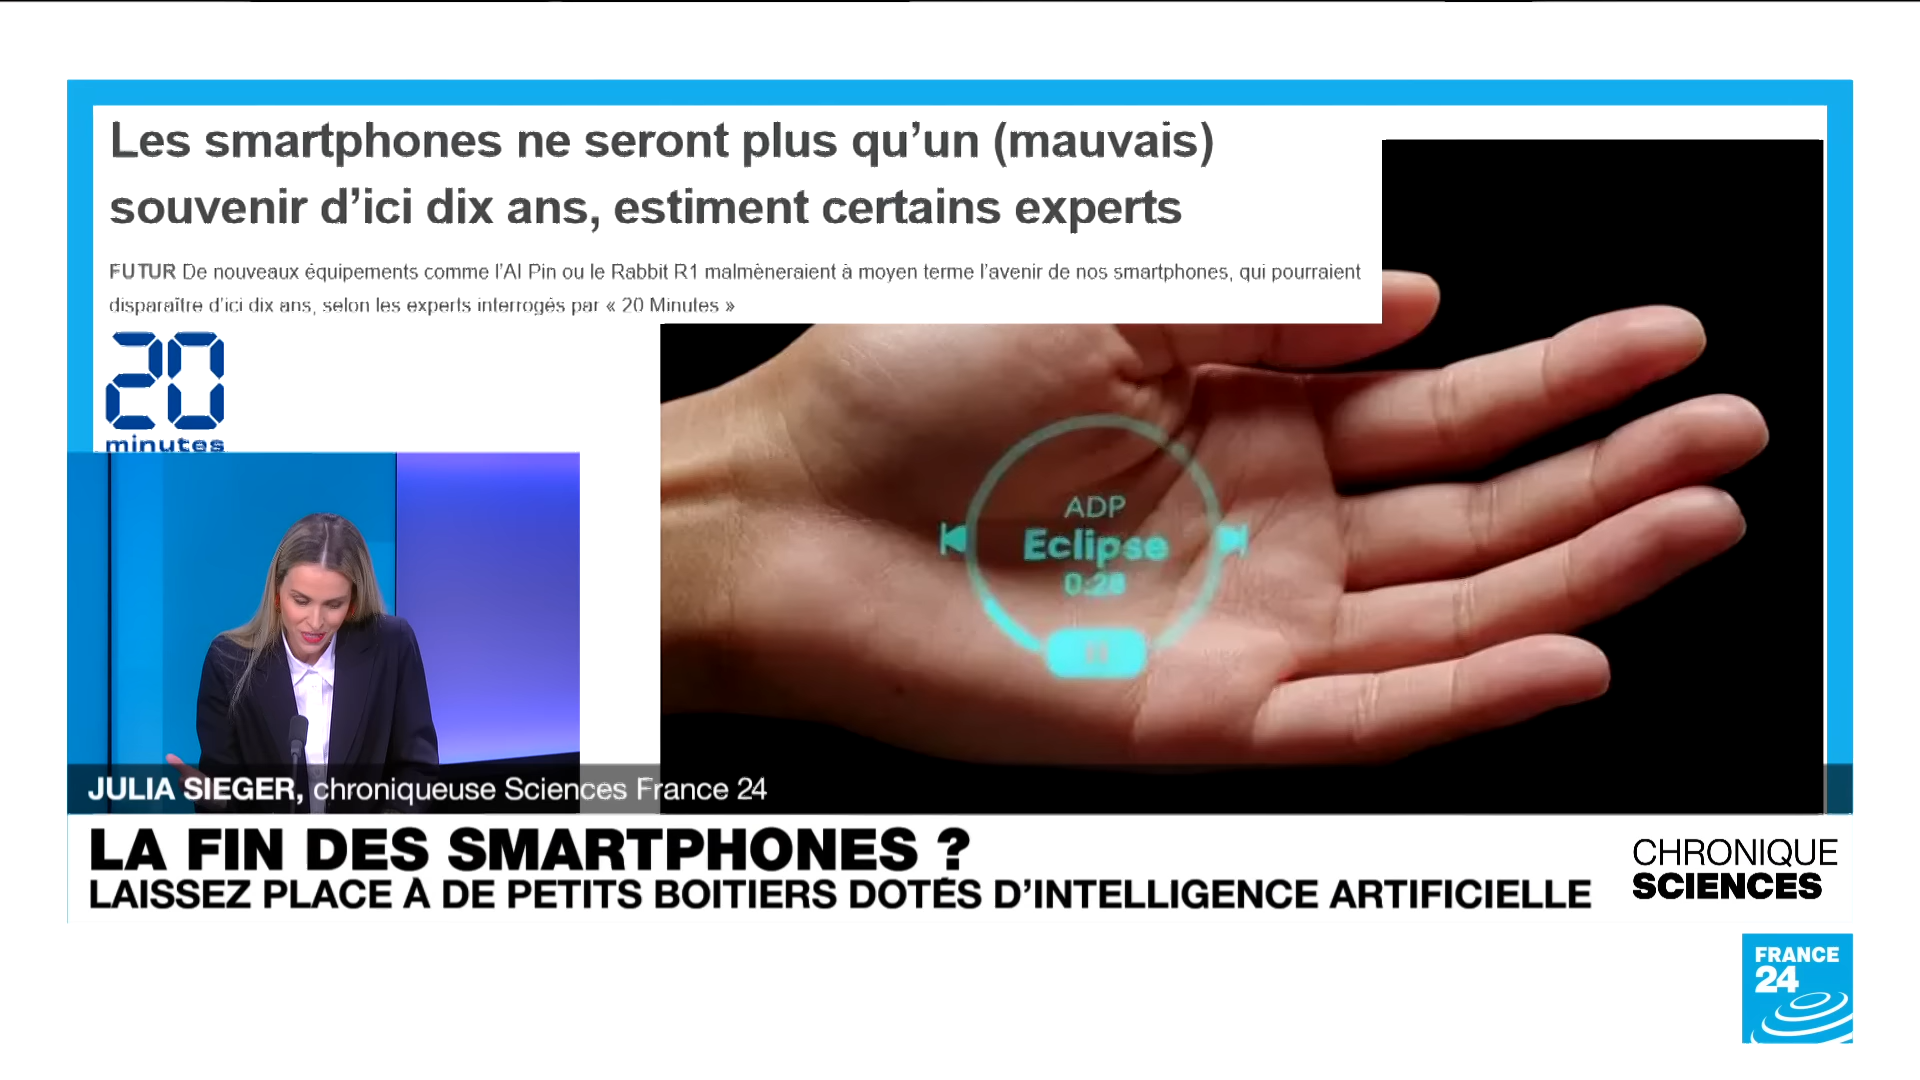 Les smartphones ne seront plus qu’un (mauvais)
souvenir d’ici dix ans, estiment certains experts
FUTUR De nouveaux équipements comme l’AI Pin ou le Rabbit R1 malmèneraient à moyen terme l’avenir de nos smartphones, qui pourraient
disparaître d’ici dix ans, selon les experts interrogés par « 20 Minutes »
20
minutes
ADP
Eclipse
0:28
JULIA SIEGER, chroniqueuse Sciences France 24
LA FIN DES SMARTPHONES ?
LAISSEZ PLACE À DE PETITS BOITIERS DOTÉS D’INTELLIGENCE ARTIFICIELLE
CHRONIQUE
SCIENCES
FRANCE
24